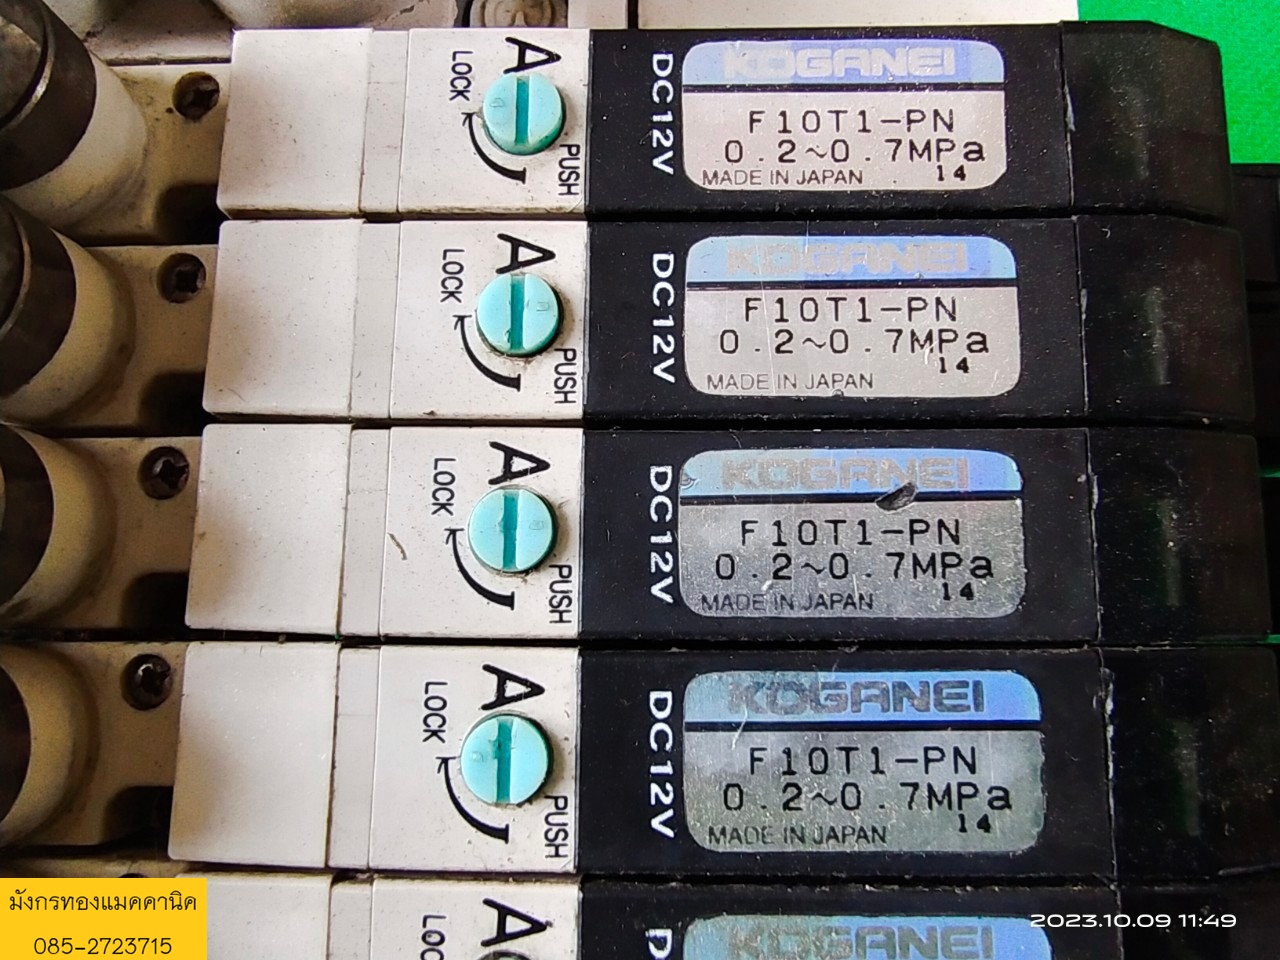 A
LOCK
PUSH
DC12V
KOGANEI
F10T1-PN
0.2~0.7MPa
14
MADE IN JAPAN
A
LOCK
PUSH
DC12V
KOGANEI
F10T1-PN
0.2~0.7MPa
14
MADE IN JAPAN
A
LOCK
PUSH
DC12V
KOGANEI
F10T1-PN
0.2~0.7MPa
14
MADE IN JAPAN
A
LOCK
PUSH
DC12V
KOGANEI
F10T1-PN
0.2~0.7MPa
14
MADE IN JAPAN
A
KOGANEI
มังกรทองแมคคานิค
085-2723715
2023.10.09 11:49